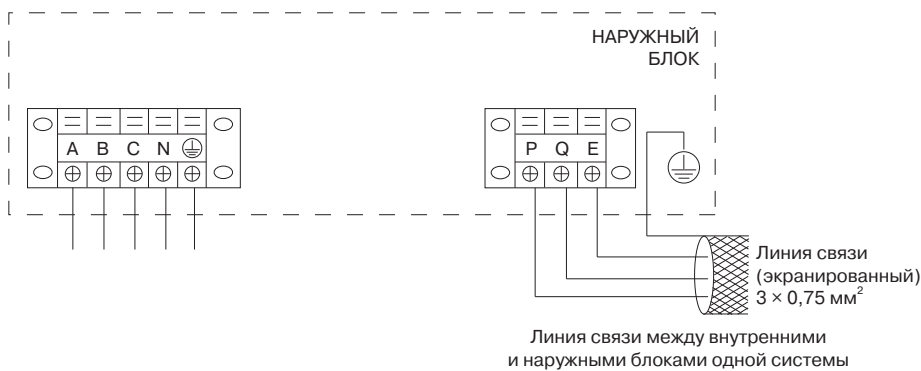 НАРУЖНЫЙ
БЛОК
A B C N
P Q E
Линия связи
(экранированный)
3 × 0,75 мм²
Линия связи между внутренними
и наружными блоками одной системы